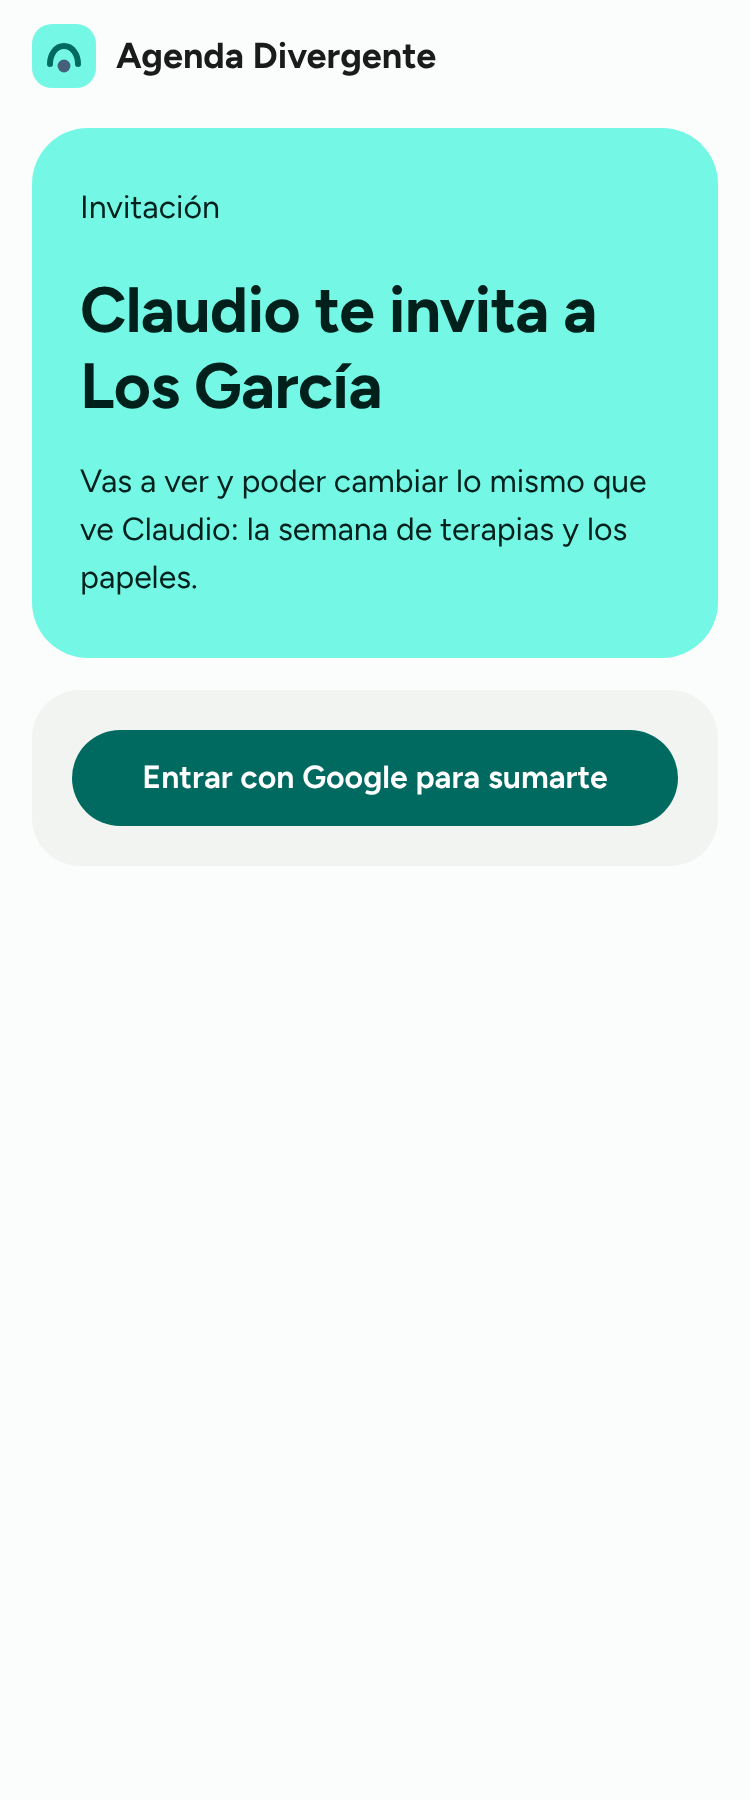 Agenda Divergente
Invitación
Claudio te invita a
Los García
Vas a ver y poder cambiar lo mismo que
ve Claudio: la semana de terapias y los
papeles.
Entrar con Google para sumarte